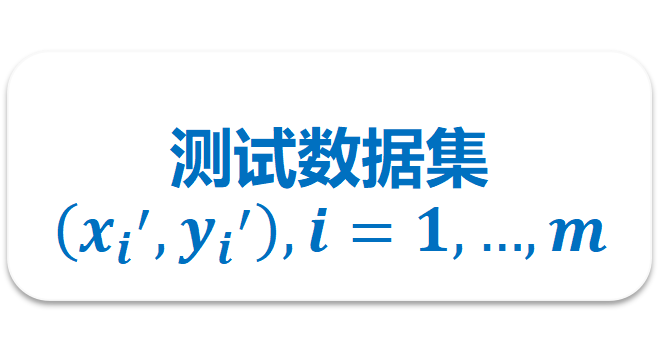 测试数据集
(xᵢ′, yᵢ′), i = 1, …, m